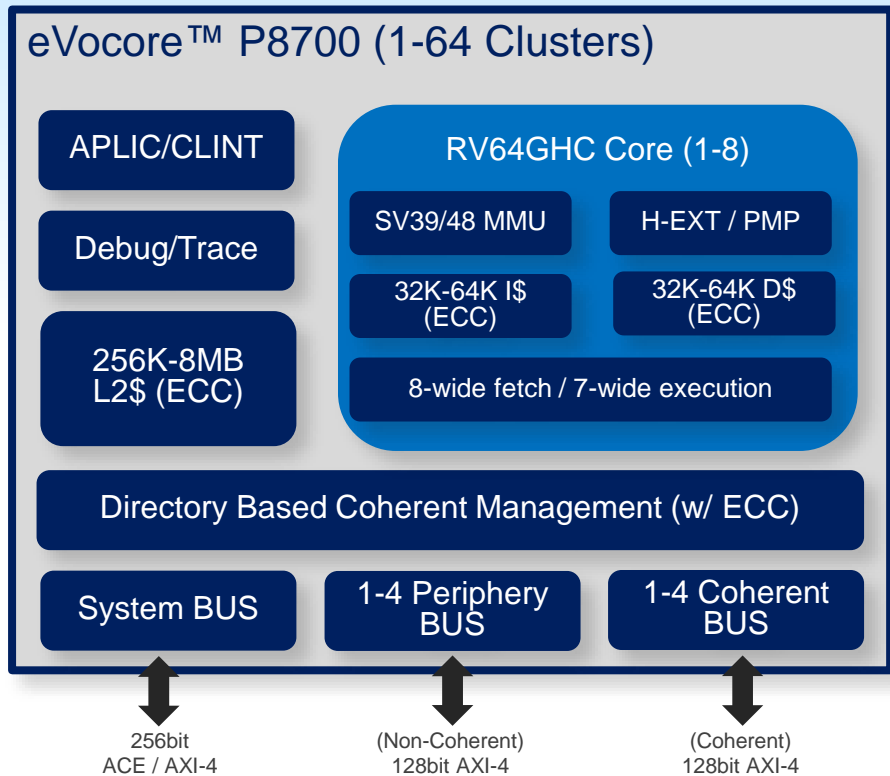 eVocore™ P8700 (1-64 Clusters)
APLIC/CLINT
Debug/Trace
256K-8MB
L2$ (ECC)
RV64GHC Core (1-8)
SV39/48 MMU
H-EXT / PMP
32K-64K I$
(ECC)
32K-64K D$
(ECC)
8-wide fetch / 7-wide execution
Directory Based Coherent Management (w/ ECC)
System BUS
1-4 Periphery
BUS
1-4 Coherent
BUS
256bit
ACE / AXI-4
(Non-Coherent)
128bit AXI-4
(Coherent)
128bit AXI-4